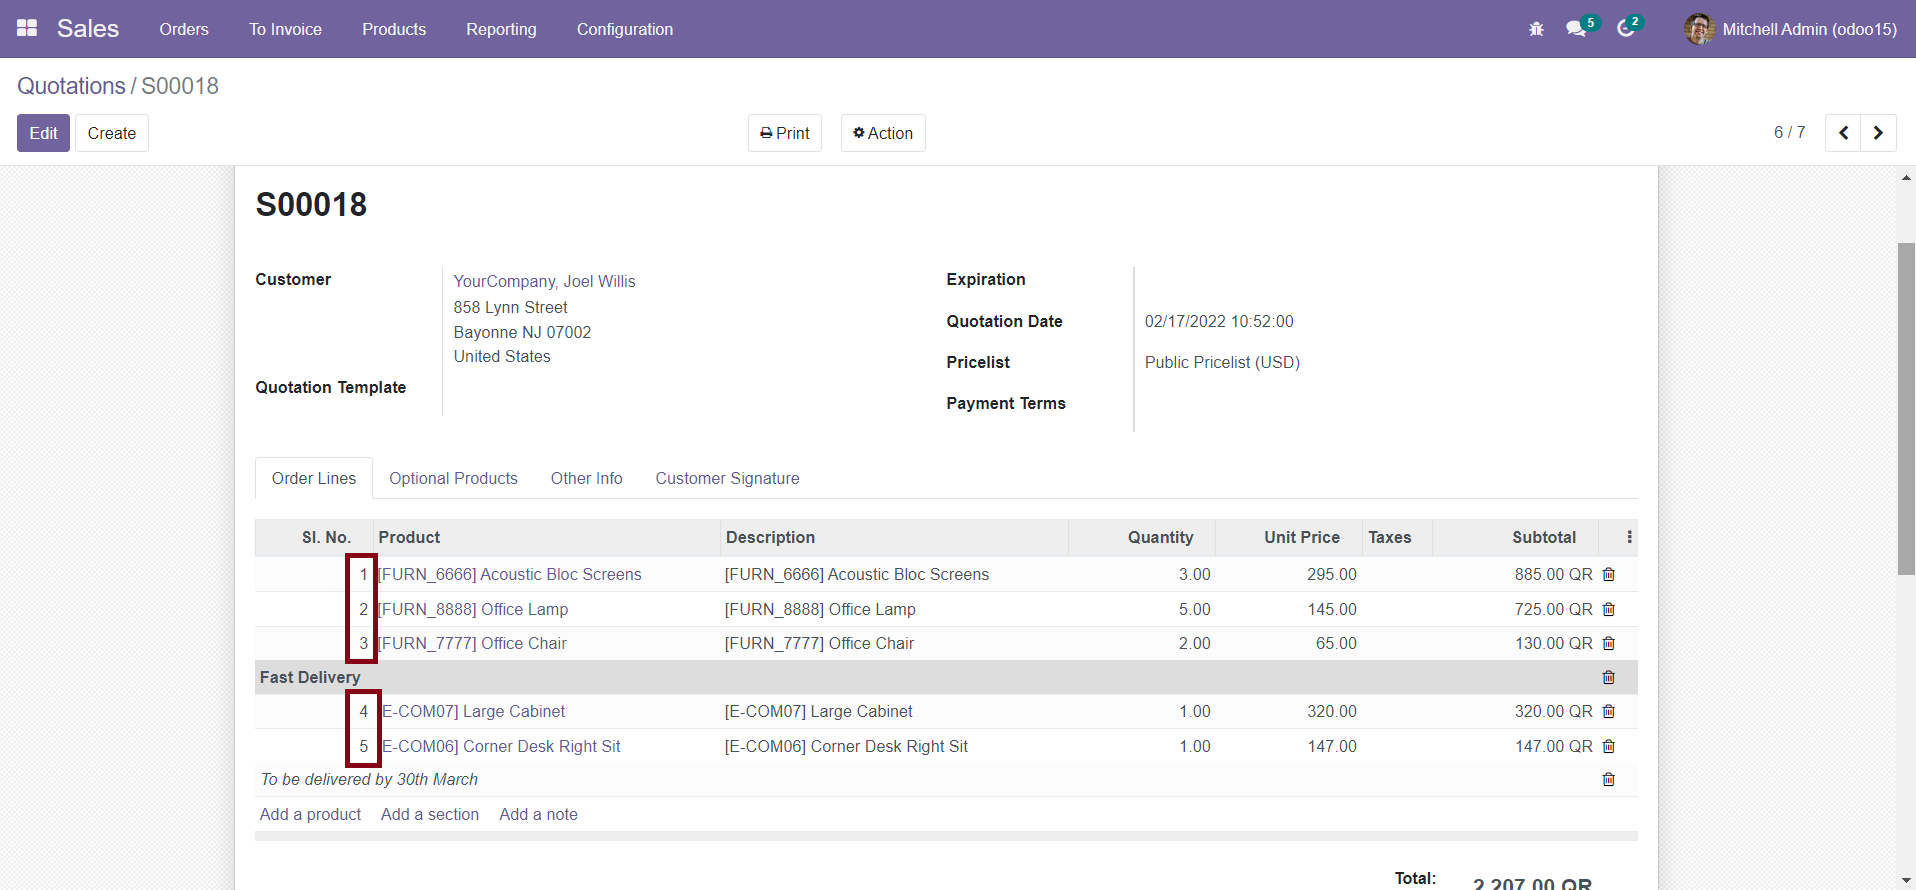 Sales Orders To Invoice Products Reporting Configuration 5 2 Mitchell Admin (odoo15)
Quotations / S00018
Edit Create Print Action 6 / 7
S00018
Customer YourCompany, Joel Willis Expiration
858 Lynn Street
Quotation Date 02/17/2022 10:52:00
Bayonne NJ 07002
United States Pricelist Public Pricelist (USD)
Quotation Template
Payment Terms
Order Lines Optional Products Other Info Customer Signature
Sl. No. Product Description Quantity Unit Price Taxes Subtotal
1 [FURN_6666] Acoustic Bloc Screens [FURN_6666] Acoustic Bloc Screens 3.00 295.00 885.00 QR
2 [FURN_8888] Office Lamp [FURN_8888] Office Lamp 5.00 145.00 725.00 QR
3 [FURN_7777] Office Chair [FURN_7777] Office Chair 2.00 65.00 130.00 QR
Fast Delivery
4 E-COM07] Large Cabinet [E-COM07] Large Cabinet 1.00 320.00 320.00 QR
5 E-COM06] Corner Desk Right Sit [E-COM06] Corner Desk Right Sit 1.00 147.00 147.00 QR
To be delivered by 30th March
Add a product Add a section Add a note
Total: 2,207.00 QR